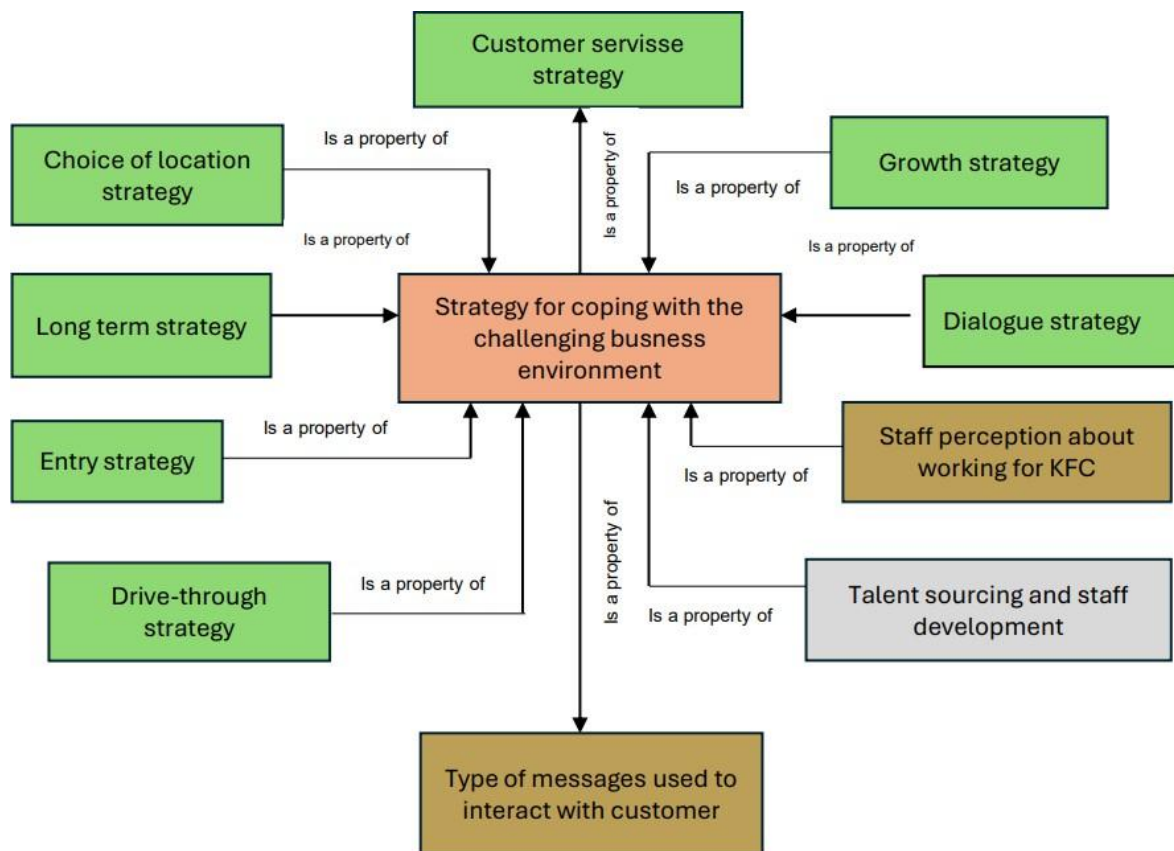 Customer servisse
strategy
Is a property of
Is a property of
Choice of location
strategy
Growth strategy
Is a property of
Is a property of
Is a property of
Long term strategy
Strategy for coping with the
challenging busness
environment
Dialogue strategy
Entry strategy
Is a property of
Staff perception about
working for KFC
Is a property of
Is a property of
Drive-through
strategy
Is a property of
Is a property of
Talent sourcing and staff
development
Type of messages used to
interact with customer